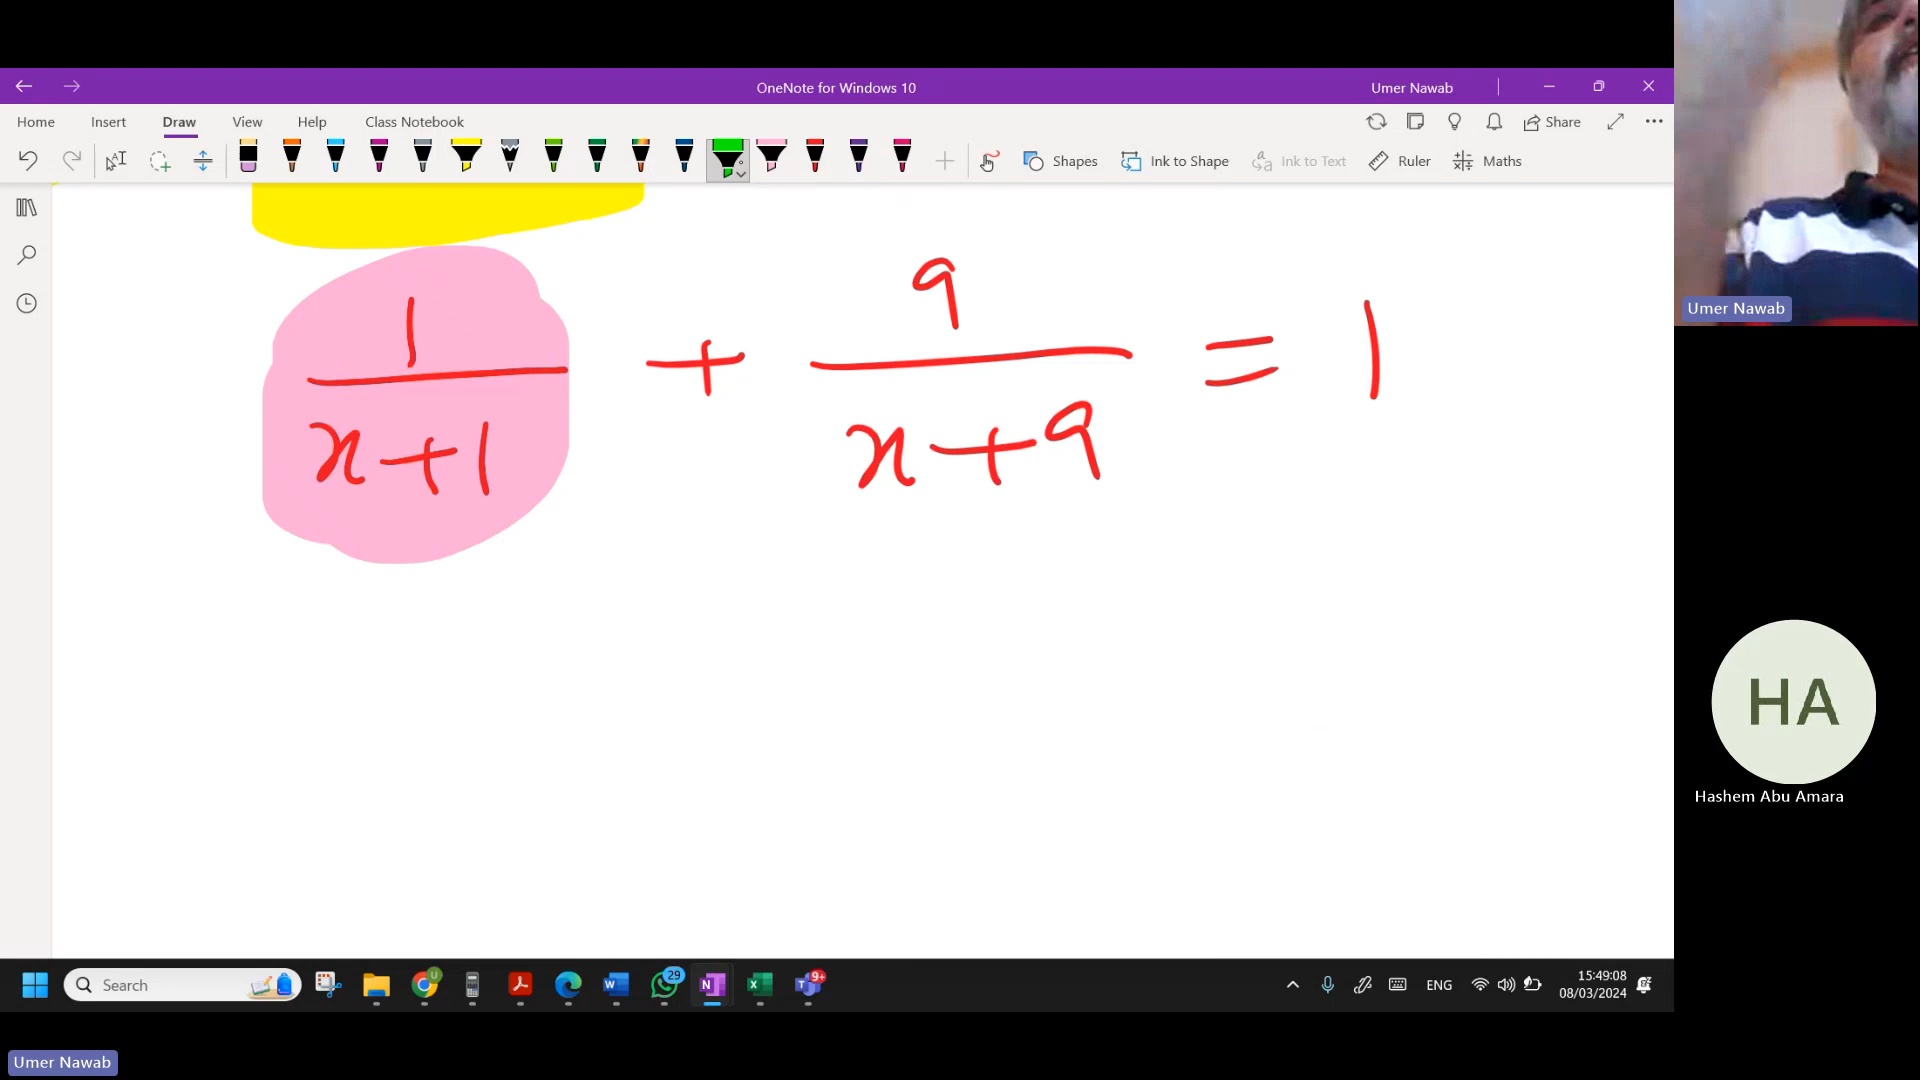 OneNote for Windows 10
Umer Nawab
Home Insert Draw View Help Class Notebook
Share
Shapes Ink to Shape Ink to Text Ruler Maths
1/(x+1) + 9/(x+9) = 1
Umer Nawab
HA
Hashem Abu Amara
Search
U
29
9+
ENG
15:49:08
08/03/2024
Umer Nawab